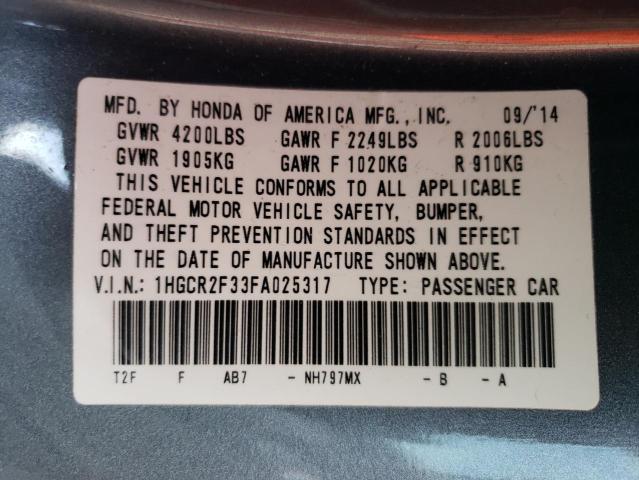 MFD. BY HONDA OF AMERICA MFG., INC. 09/'14
GVWR 4200LBS GAWR F 2249LBS R 2006LBS
GVWR 1905KG GAWR F 1020KG R 910KG
THIS VEHICLE CONFORMS TO ALL APPLICABLE
FEDERAL MOTOR VEHICLE SAFETY, BUMPER,
AND THEFT PREVENTION STANDARDS IN EFFECT
ON THE DATE OF MANUFACTURE SHOWN ABOVE.
V.I.N.: 1HGCR2F33FA025317 TYPE: PASSENGER CAR
T2F F AB7 - NH797MX - B - A